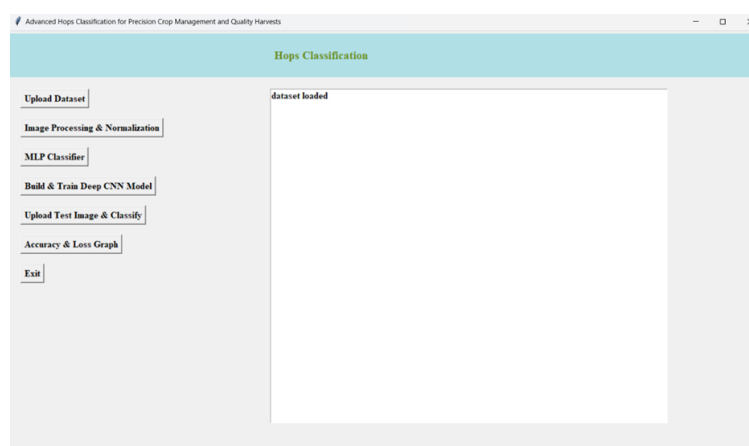 Advanced Hops Classification for Precision Crop Management and Quality Harvests
Hops Classification
Upload Dataset
Image Processing & Normalization
MLP Classifier
Build & Train Deep CNN Model
Upload Test Image & Classify
Accuracy & Loss Graph
Exit
dataset loaded